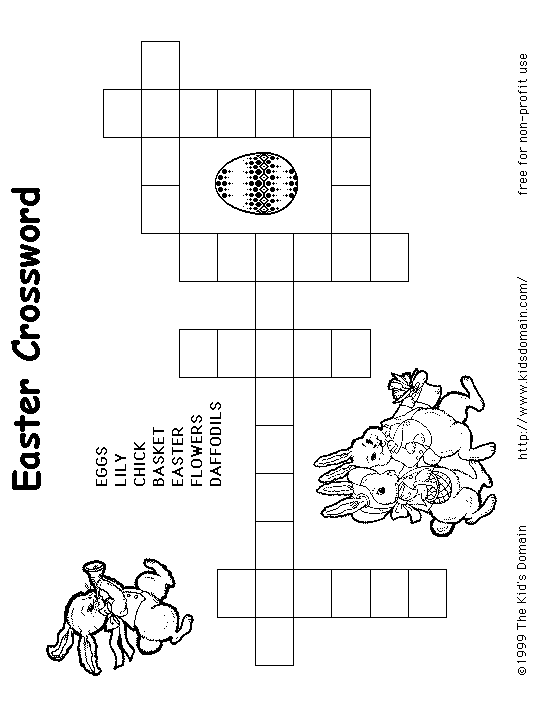 Easter Crossword
EGGS
LILY
CHICK
BASKET
EASTER
FLOWERS
DAFFODILS
©1999 The Kid's Domain http://www.kidsdomain.com/ free for non-profit use